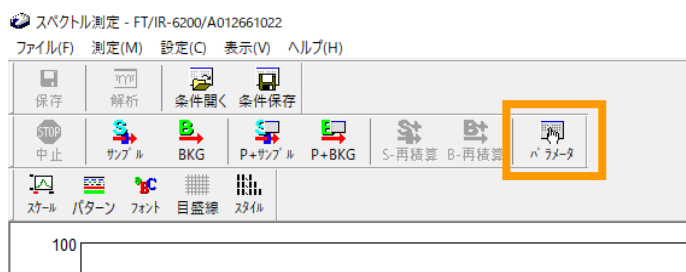 スペクトル測定 - FT/IR-6200/A012661022
ファイル(F) 測定(M) 設定(C) 表示(V) ヘルプ(H)
保存 解析 条件開く 条件保存
STOP
中止 サンプル BKG P+サンプル P+BKG S-再積算 B-再積算 パラメータ
スケール パターン フォント 目盛線 スタイル
100